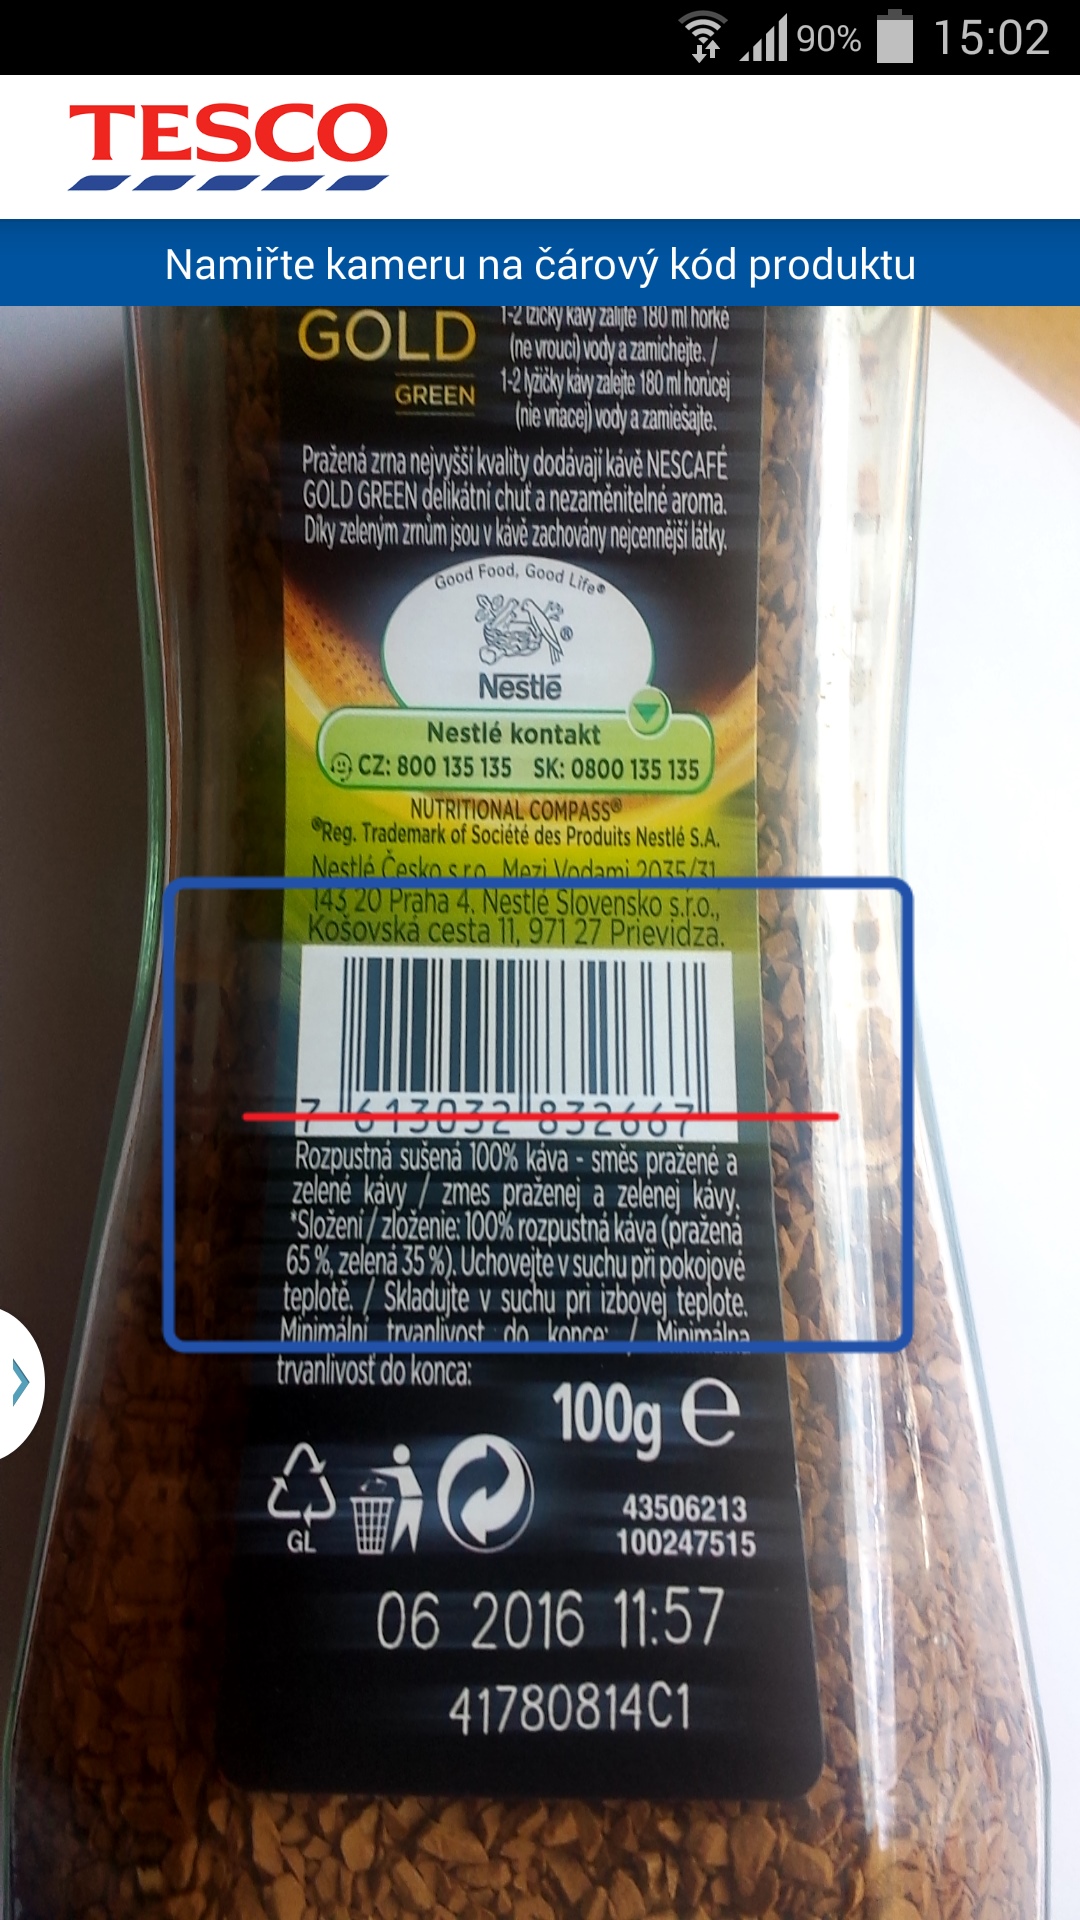 90% 15:02
TESCO
Namiřte kameru na čárový kód produktu
GOLD
GREEN
1-2 lžičky kávy zalijte 180 ml horké
(ne vroucí) vody a zamíchejte. /
1-2 lyžičky kávy zalejte 180 ml horúcej
(nie vriacej) vody a zamiešajte.
Pražená zrna nejvyšší kvality dodávají kávě NESCAFÉ
GOLD GREEN delikátní chuť a nezaměnitelné aroma.
Díky zeleným zrnům jsou v kávě zachovány nejcennější látky.
Good Food, Good Life®
®
Nestlé
Nestlé kontakt
CZ: 800 135 135 SK: 0800 135 135
NUTRITIONAL COMPASS®
®Reg. Trademark of Société des Produits Nestlé S.A.
Nestlé Česko s.r.o. Mezi Vodami 2035/31
143 20 Praha 4. Nestlé Slovensko s.r.o.,
Košovská cesta 11, 971 27 Prievidza.
7 613032 832667
Rozpustná sušená 100% káva - směs pražené a
zelené kávy / zmes praženej a zelenej kávy.
*Složení / zloženie: 100% rozpustná káva (pražená
65 %, zelená 35 %). Uchovejte v suchu při pokojové
teplotě. / Skladujte v suchu pri izbovej teplote.
Minimální trvanlivost do konce: / Minimálna
trvanlivosť do konca:
100g e
GL
43506213
100247515
06 2016 11:57
41780814C1